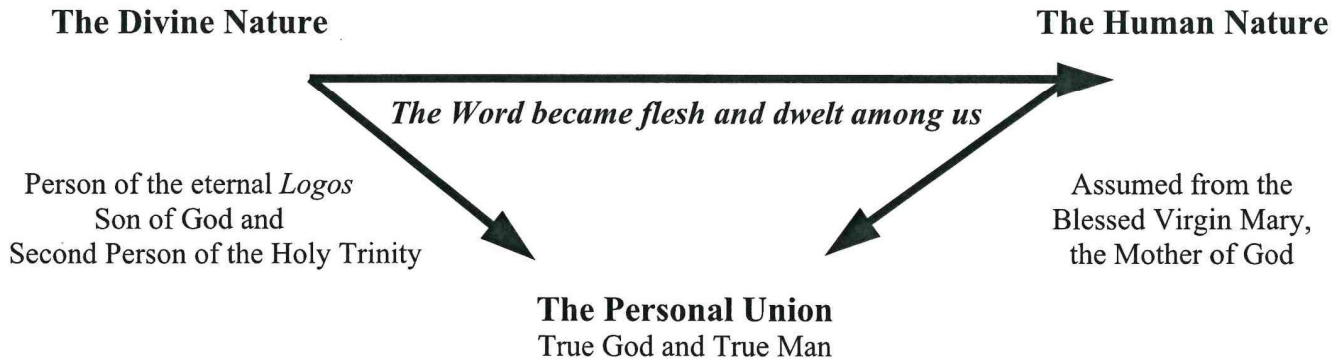 The Divine Nature
The Human Nature
The Word became flesh and dwelt among us
Person of the eternal Logos
Son of God and
Second Person of the Holy Trinity
Assumed from the
Blessed Virgin Mary,
the Mother of God
The Personal Union
True God and True Man